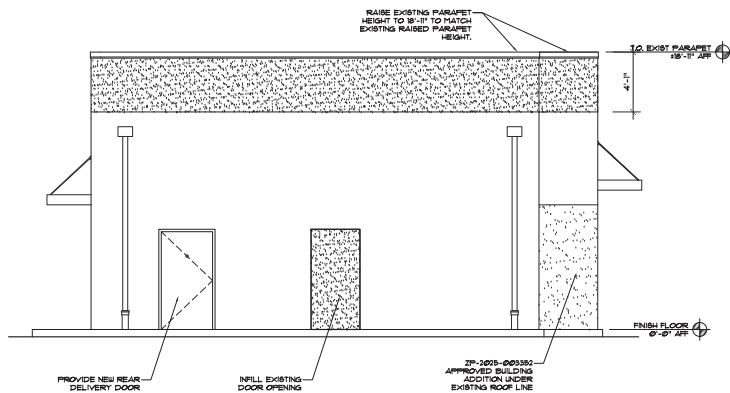 RAISE EXISTING PARAPET
HEIGHT TO 18'-11" TO MATCH
EXISTING RAISED PARAPET
HEIGHT.
T.O. EXIST PARAPET
±18'-11" AFF
4'-1"
FINISH FLOOR
0'-0" AFF
PROVIDE NEW REAR
DELIVERY DOOR
INFILL EXISTING
DOOR OPENING
ZP-2025-003352
APPROVED BUILDING
ADDITION UNDER
EXISTING ROOF LINE